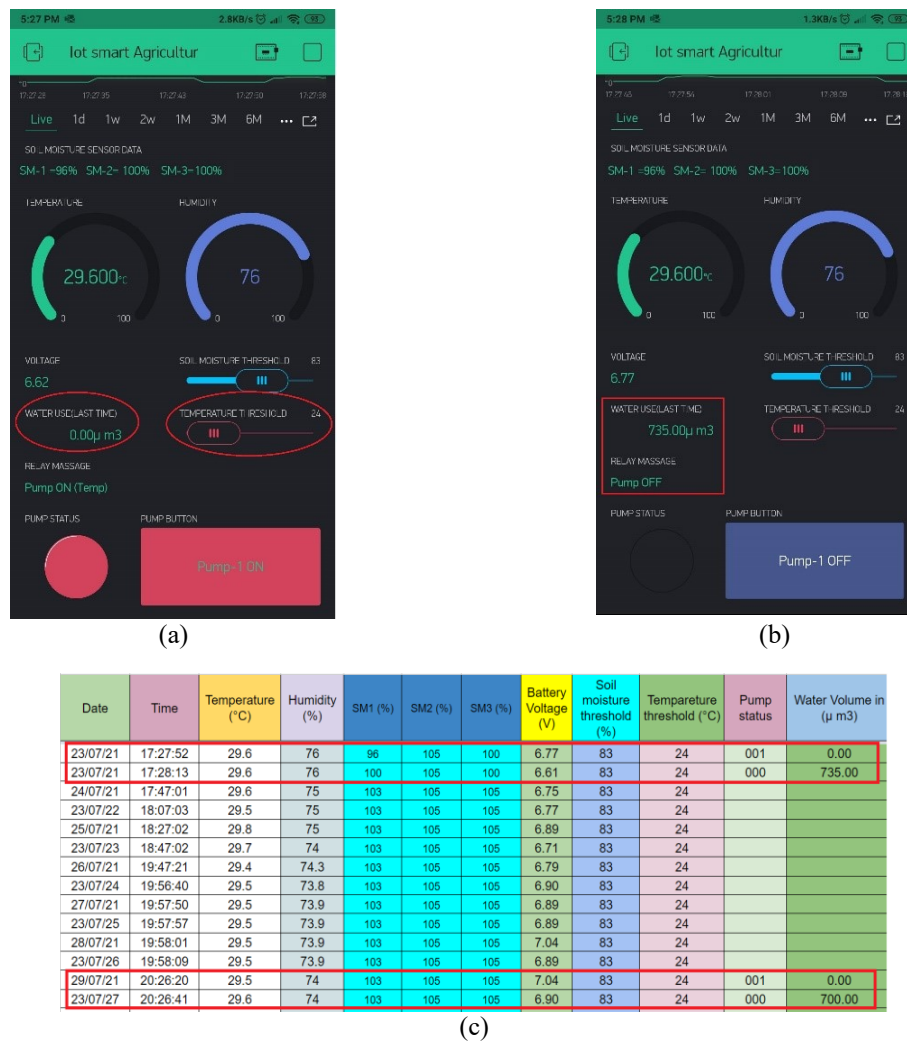 5:27 PM 2.8KB/s 93
Iot smart Agricultur
17:27:35 17:27:43 17:27:50 17:27:58
Live 1d 1w 2w 1M 3M 6M ...
SOIL MOISTURE SENSOR DATA
SM-1 =96% SM-2= 100% SM-3=100%
TEMPERATURE HUMIDITY
29.600°C 76
0 100 0 100
VOLTAGE SOIL MOISTURE THRESHOLD 83
6.62
WATER USE(LAST TIME) TEMPERATURE THRESHOLD 24
0.00µ m3
RELAY MASSAGE
Pump ON (Temp)
PUMP STATUS PUMP BUTTON
Pump-1 ON
(a)
5:28 PM 1.3KB/s 93
Iot smart Agricultur
17:28:01
Live 1d 1w 2w 1M 3M 6M ...
SOIL MOISTURE SENSOR DATA
SM-1 =96% SM-2= 100% SM-3=100%
TEMPERATURE HUMIDITY
29.600°C 76
0 100 0 100
VOLTAGE SOIL MOISTURE THRESHOLD 83
6.77
WATER USE(LAST TIME) TEMPERATURE THRESHOLD 24
735.00µ m3
RELAY MASSAGE
Pump OFF
PUMP STATUS PUMP BUTTON
Pump-1 OFF
(b)
Date Time Temperature (°C) Humidity (%) SM1 (%) SM2 (%) SM3 (%) Battery Voltage (V) Soil moisture threshold (%) Tempareture threshold (°C) Pump status Water Volume in (µ m3)
23/07/21 17:27:52 29.6 76 96 105 100 6.77 83 24 001 0.00
23/07/21 17:28:13 29.6 76 100 105 100 6.61 83 24 000 735.00
24/07/21 17:47:01 29.6 75 103 105 100 6.75 83 24
23/07/22 18:07:03 29.5 75 103 105 100 6.77 83 24
25/07/21 18:27:02 29.8 75 103 105 100 6.89 83 24
23/07/23 18:47:02 29.7 74 103 105 100 6.71 83 24
26/07/21 19:47:21 29.4 74.3 103 105 100 6.79 83 24
23/07/24 19:56:40 29.5 73.8 103 105 100 6.90 83 24
27/07/21 19:57:50 29.5 73.9 103 105 100 6.89 83 24
23/07/25 19:57:57 29.5 73.9 103 105 100 6.89 83 24
28/07/21 19:58:01 29.5 73.9 103 105 100 7.04 83 24
23/07/26 19:58:09 29.5 73.9 103 105 100 6.89 83 24
29/07/21 20:26:20 29.5 74 103 105 100 7.04 83 24 001 0.00
23/07/27 20:26:41 29.6 74 103 105 100 6.90 83 24 000 700.00
(c)